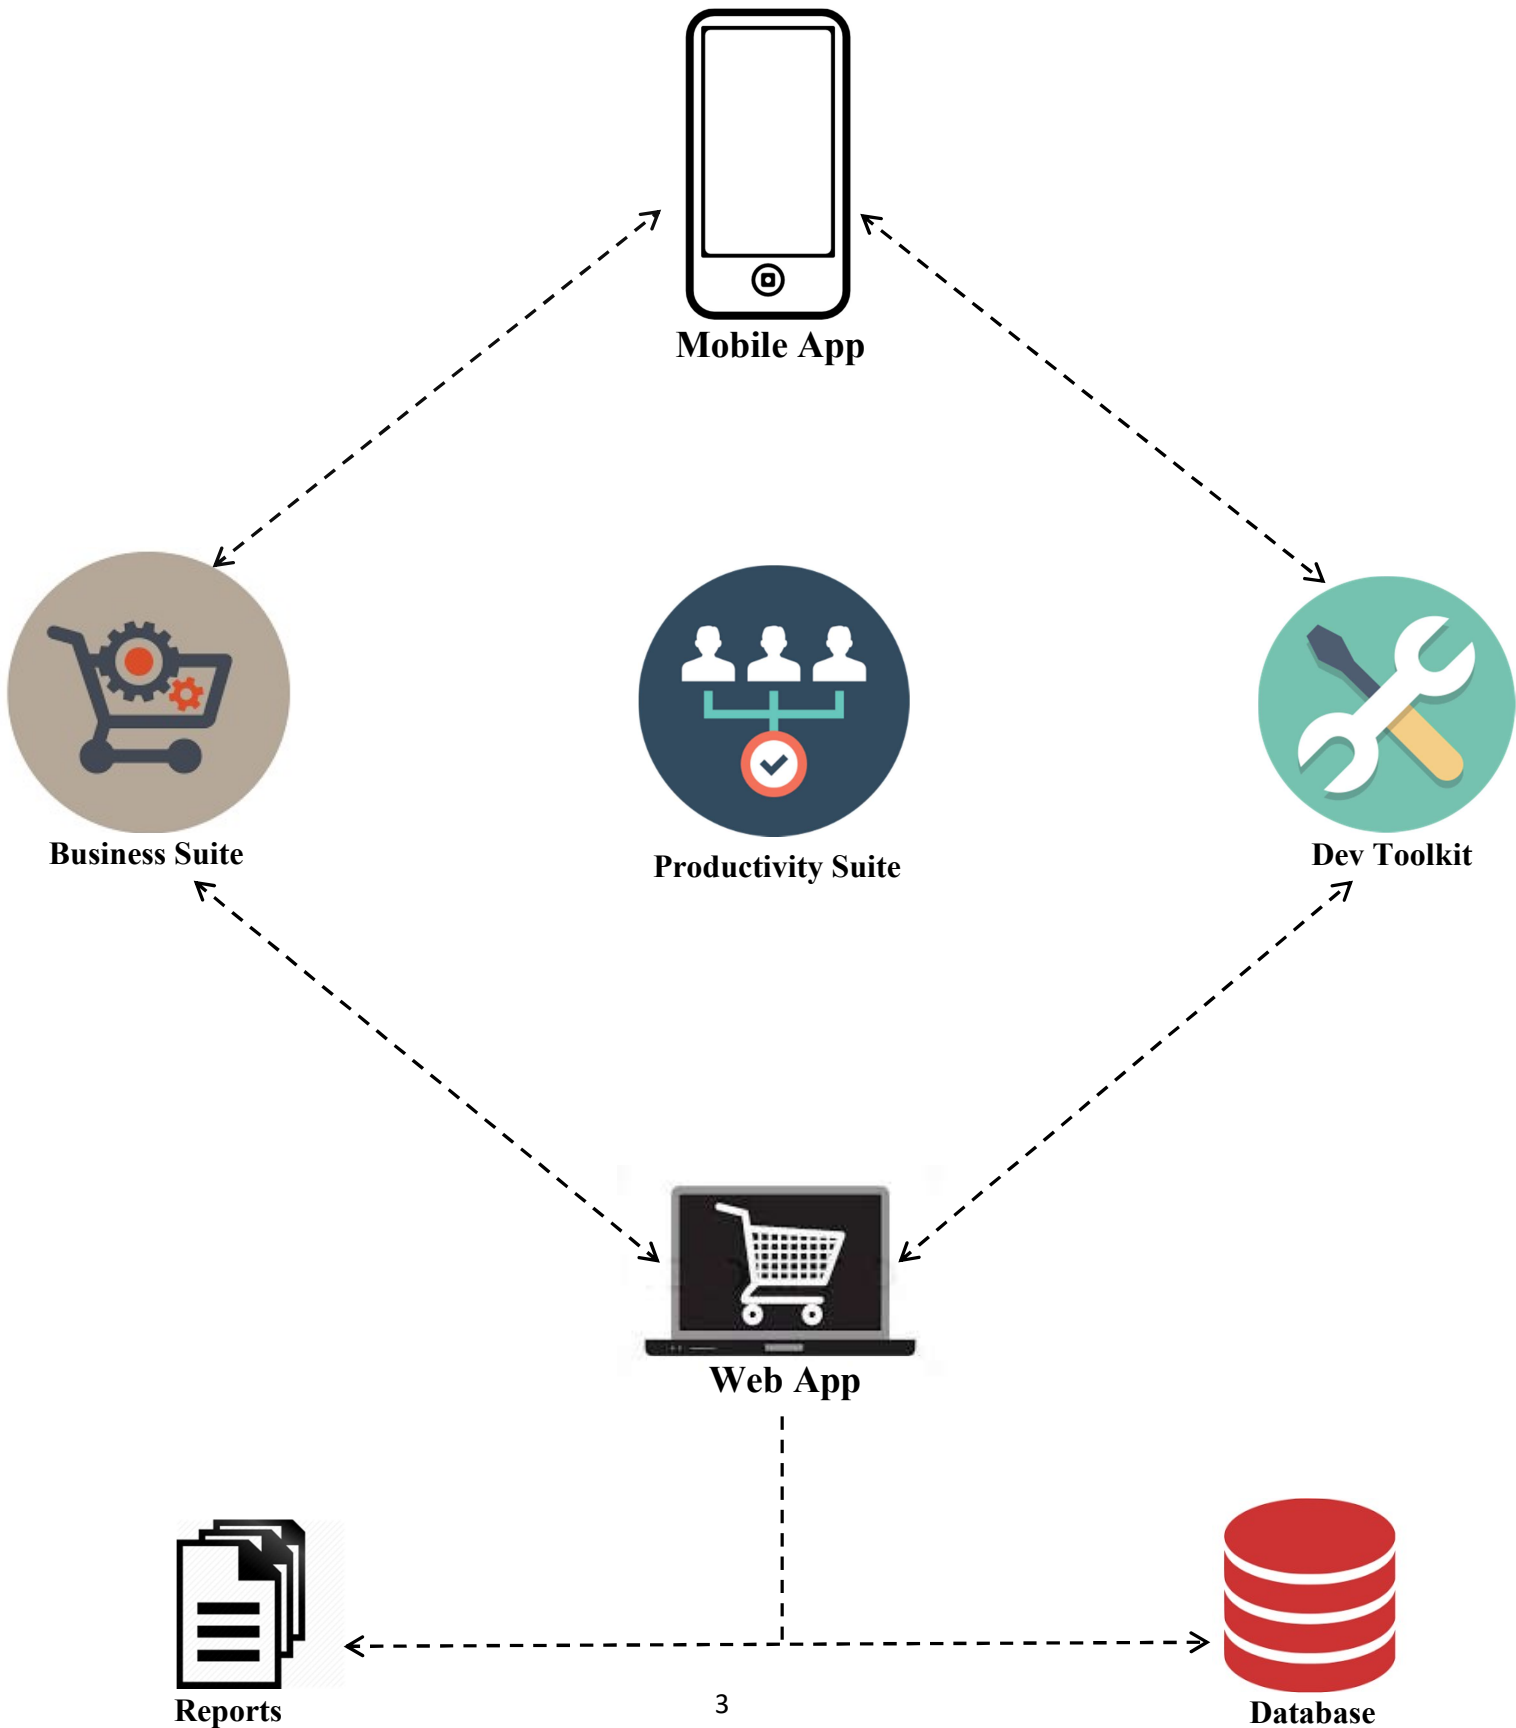 Mobile App
Business Suite
Productivity Suite
Dev Toolkit
Web App
Reports
3
Database